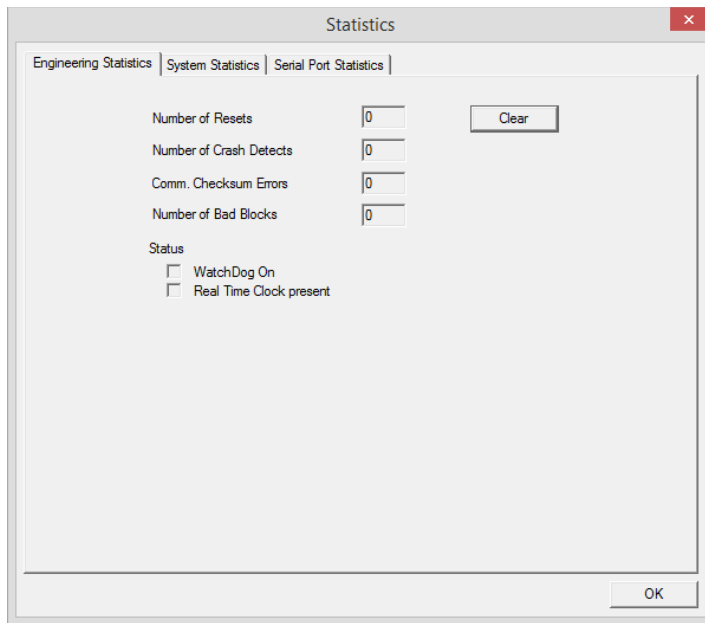 Statistics
Engineering Statistics System Statistics Serial Port Statistics
Number of Resets 0 Clear
Number of Crash Detects 0
Comm. Checksum Errors 0
Number of Bad Blocks 0
Status
WatchDog On
Real Time Clock present
OK